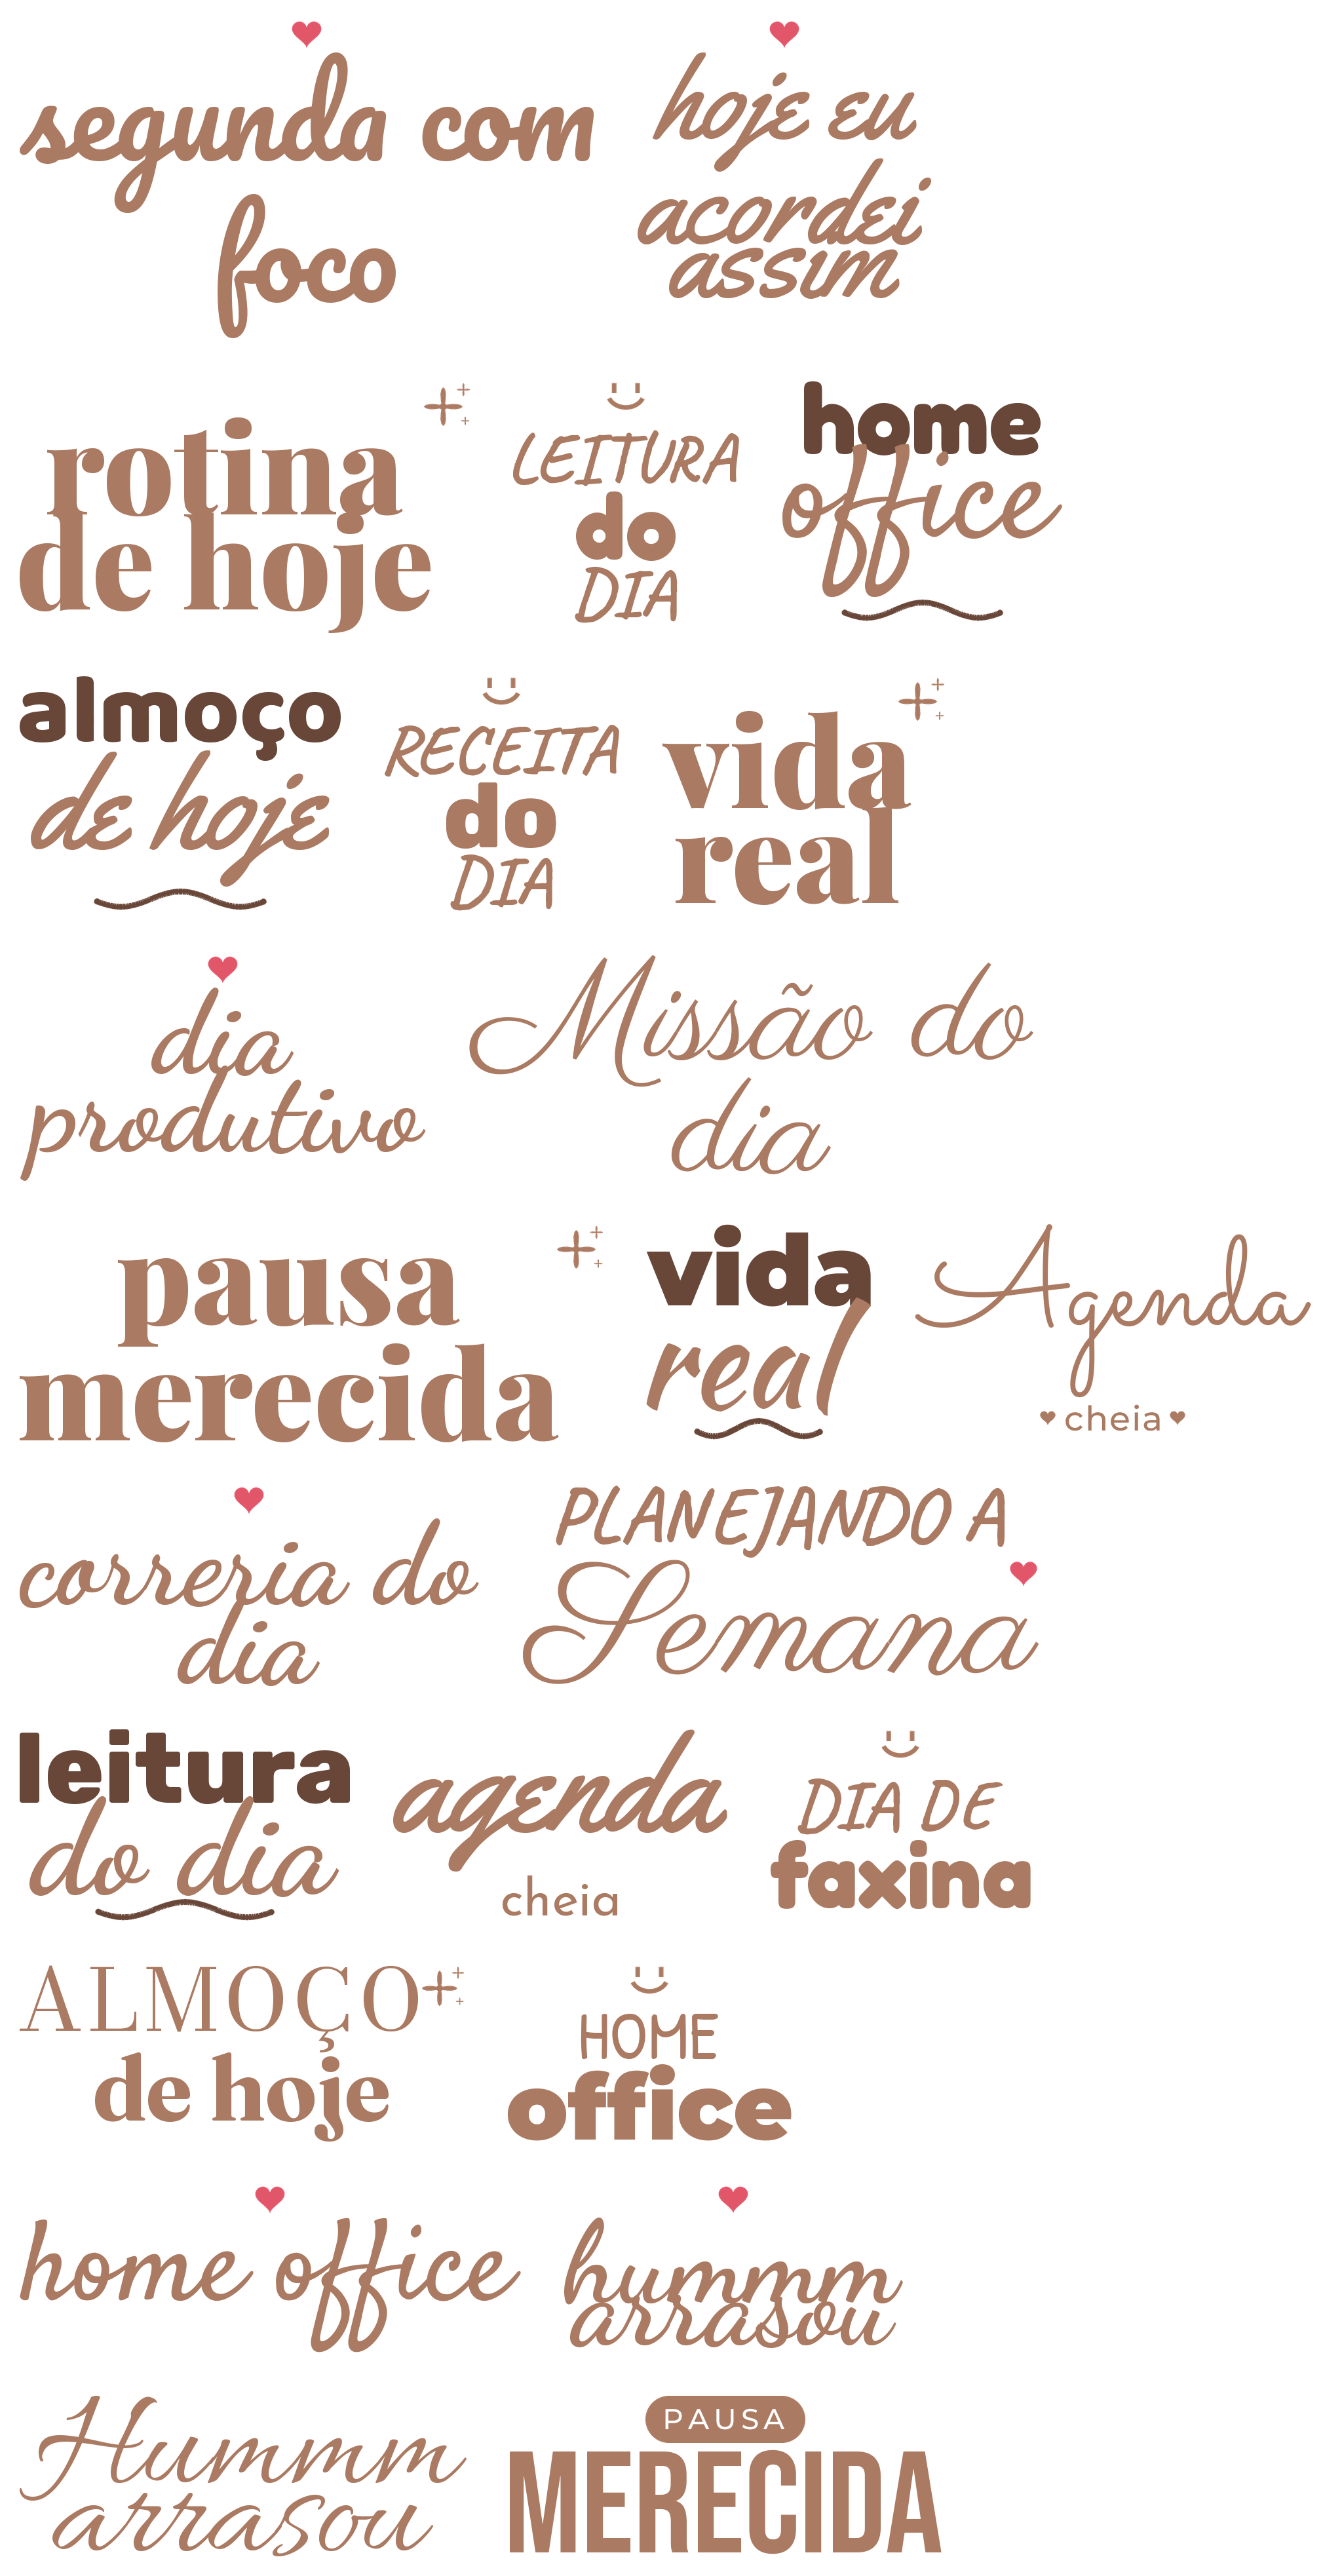 segunda com
foco
hoje eu
acordei
assim
rotina
de hoje
LEITURA
do
DIA
home
office
almoço
de hoje
RECEITA
do
DIA
vida
real
dia
produtivo
Missão do
dia
pausa
merecida
vida
real
Agenda
cheia
correria do
dia
PLANEJANDO A
Semana
leitura
do dia
agenda
cheia
DIA DE
faxina
ALMOÇO
de hoje
HOME
office
home office
hummm
arrasou
Hummm
arrasou
PAUSA
MERECIDA